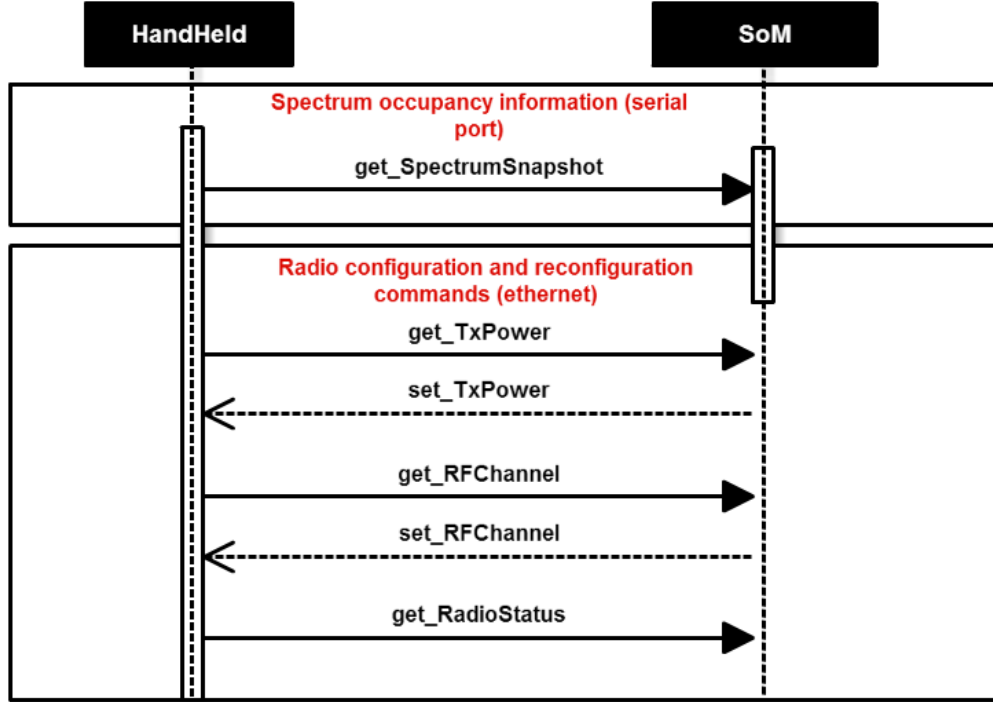 HandHeld
SoM
Spectrum occupancy information (serial
port)
get_SpectrumSnapshot
Radio configuration and reconfiguration
commands (ethernet)
get_TxPower
set_TxPower
get_RFChannel
set_RFChannel
get_RadioStatus